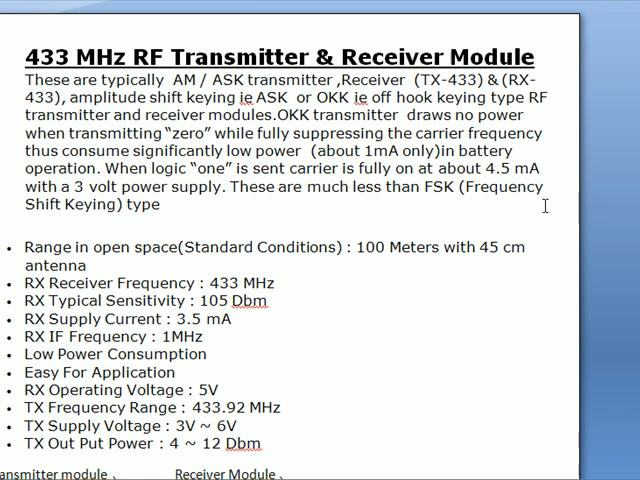 433 MHz RF Transmitter & Receiver Module
These are typically AM / ASK transmitter ,Receiver (TX-433) & (RX-
433), amplitude shift keying ie ASK or OKK ie off hook keying type RF
transmitter and receiver modules.OKK transmitter draws no power
when transmitting “zero” while fully suppressing the carrier frequency
thus consume significantly low power (about 1mA only)in battery
operation. When logic “one” is sent carrier is fully on at about 4.5 mA
with a 3 volt power supply. These are much less than FSK (Frequency
Shift Keying) type
• Range in open space(Standard Conditions) : 100 Meters with 45 cm
antenna
• RX Receiver Frequency : 433 MHz
• RX Typical Sensitivity : 105 Dbm
• RX Supply Current : 3.5 mA
• RX IF Frequency : 1MHz
• Low Power Consumption
• Easy For Application
• RX Operating Voltage : 5V
• TX Frequency Range : 433.92 MHz
• TX Supply Voltage : 3V ~ 6V
• TX Out Put Power : 4 ~ 12 Dbm
ansmitter module 、 Receiver Module 、